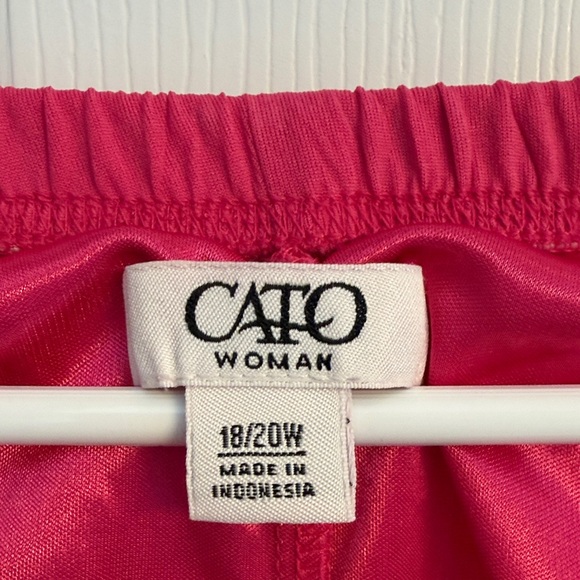 CATO
WOMAN
18/20W
MADE IN
INDONESIA